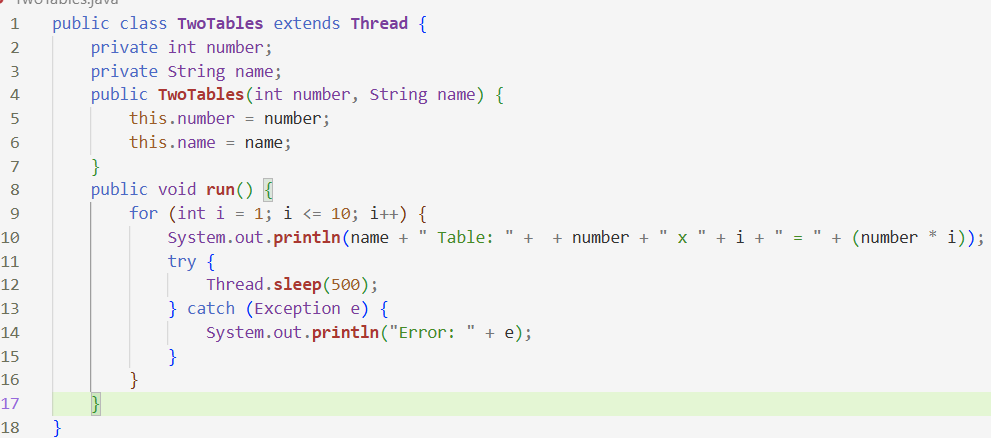 TwoTables.java
1 public class TwoTables extends Thread {
2     private int number;
3     private String name;
4     public TwoTables(int number, String name) {
5         this.number = number;
6         this.name = name;
7     }
8     public void run() {
9         for (int i = 1; i <= 10; i++) {
10             System.out.println(name + " Table: " +  + number + " x " + i + " = " + (number * i));
11             try {
12                 Thread.sleep(500);
13             } catch (Exception e) {
14                 System.out.println("Error: " + e);
15             }
16         }
17     }
18 }